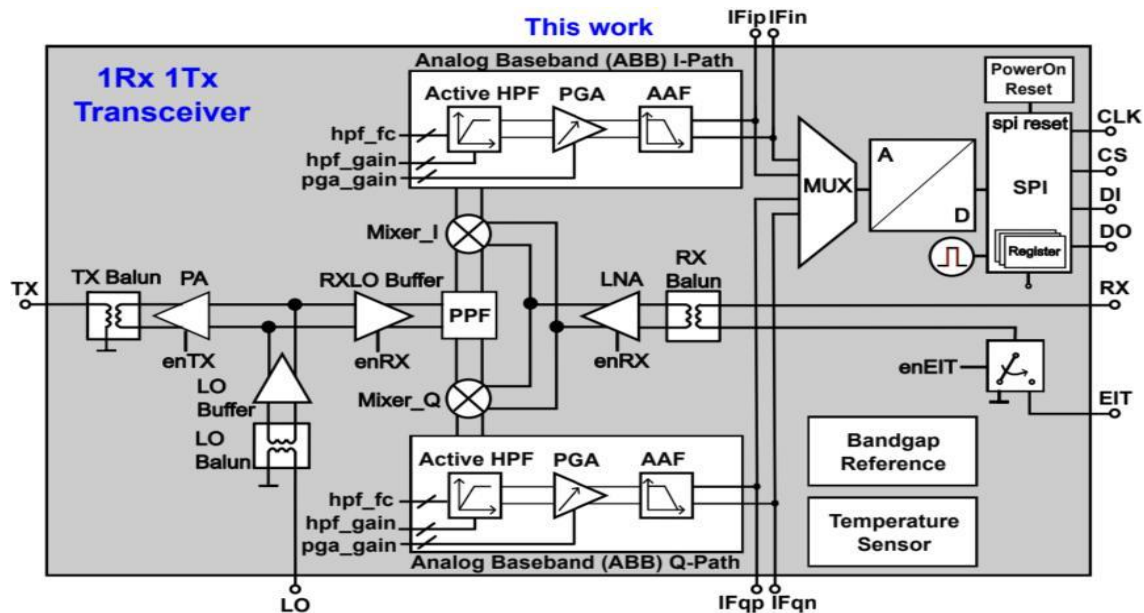 This work
IFip IFin
1Rx 1Tx
Transceiver
Analog Baseband (ABB) I-Path
Active HPF PGA AAF
hpf_fc
hpf_gain
pga_gain
PowerOn
Reset
spi reset
CLK
CS
DI
DO
SPI
Register
MUX
A
D
Mixer_I
TX Balun PA RXLO Buffer
LNA
RX
Balun
TX
RX
PPF
enTX
enRX
enRX
LO
Buffer
Mixer_Q
enEIT
EIT
LO
Balun
Active HPF PGA AAF
hpf_fc
hpf_gain
pga_gain
Analog Baseband (ABB) Q-Path
Bandgap
Reference
Temperature
Sensor
LO
IFqp IFqn